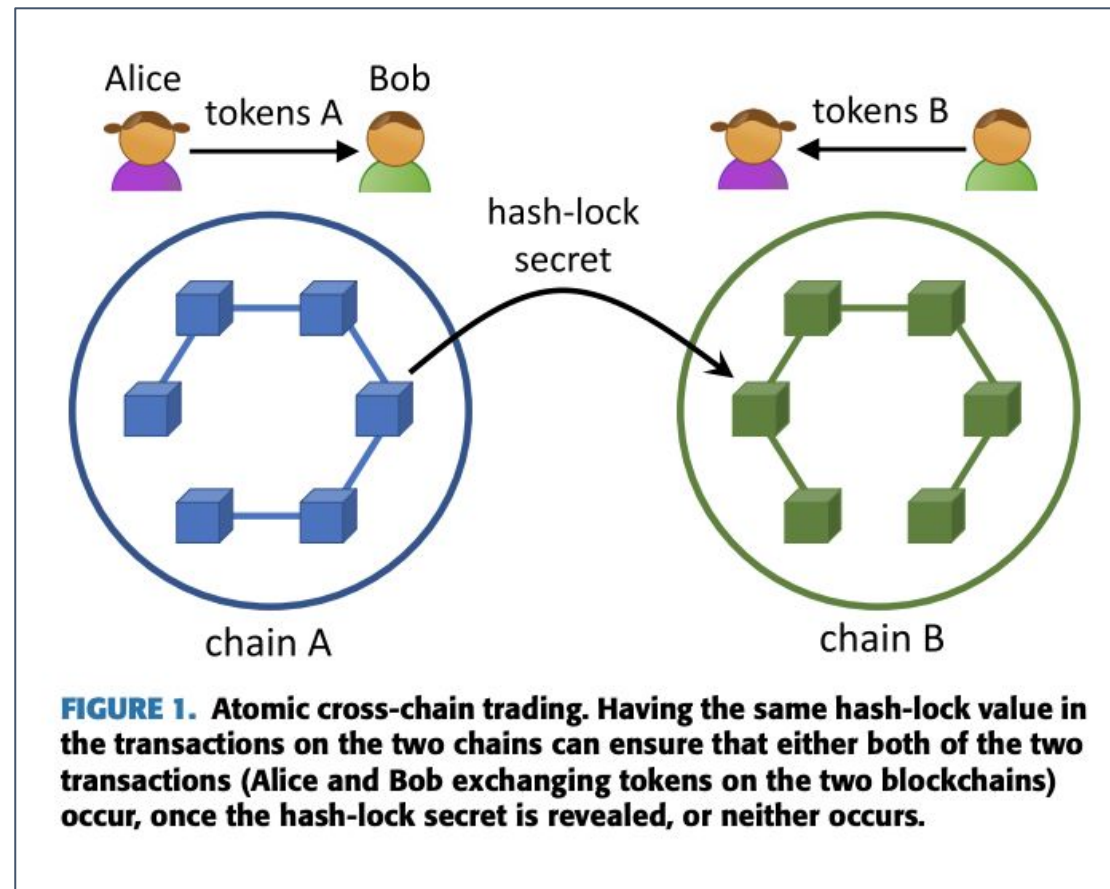 Alice
Bob
tokens A
tokens B
hash-lock
secret
chain A
chain B
FIGURE 1. Atomic cross-chain trading. Having the same hash-lock value in
the transactions on the two chains can ensure that either both of the two
transactions (Alice and Bob exchanging tokens on the two blockchains)
occur, once the hash-lock secret is revealed, or neither occurs.